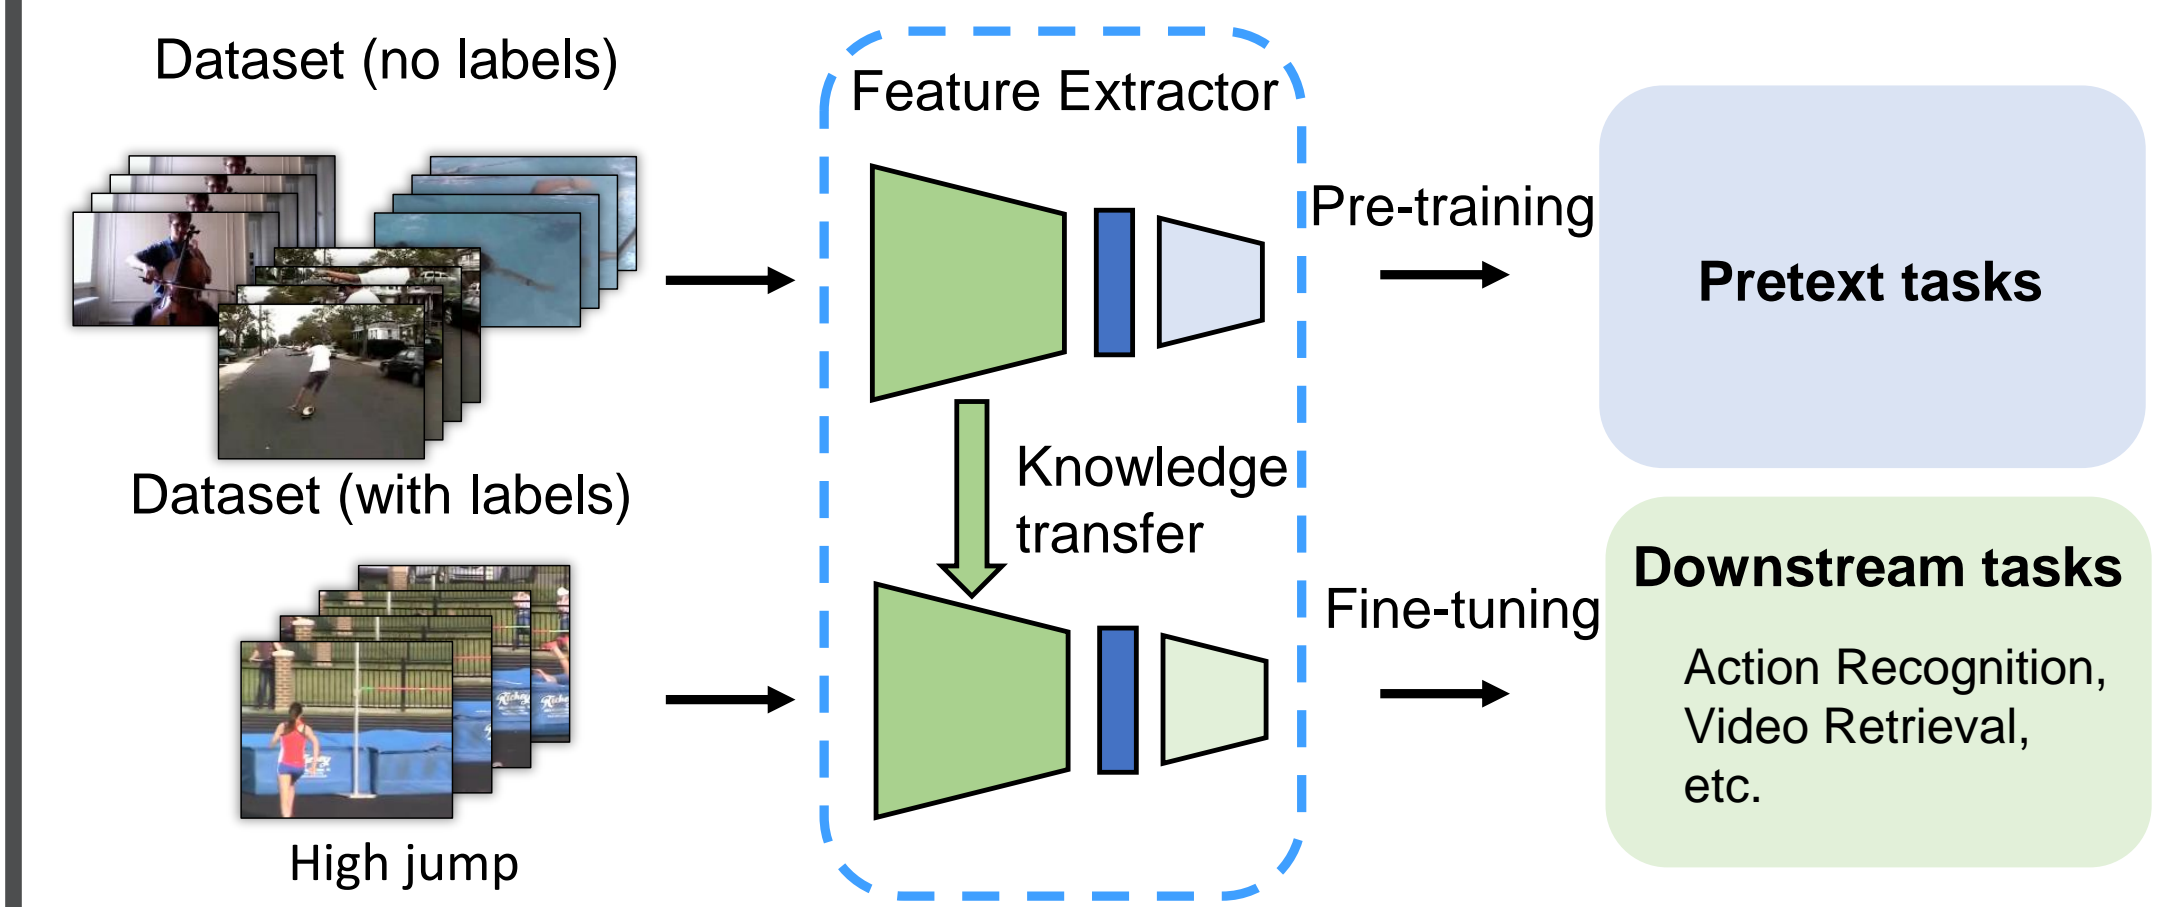 Dataset (no labels)
Feature Extractor
Pre-training
Pretext tasks
Knowledge
transfer
Dataset (with labels)
High jump
Fine-tuning
Downstream tasks
Action Recognition,
Video Retrieval,
etc.